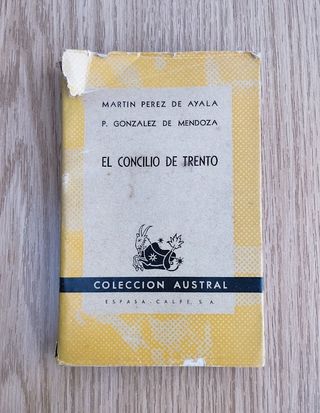 MARTIN PEREZ DE AYALA
P. GONZALEZ DE MENDOZA
EL CONCILIO DE TRENTO
COLECCION AUSTRAL
ESPASA-CALPE, S.A.